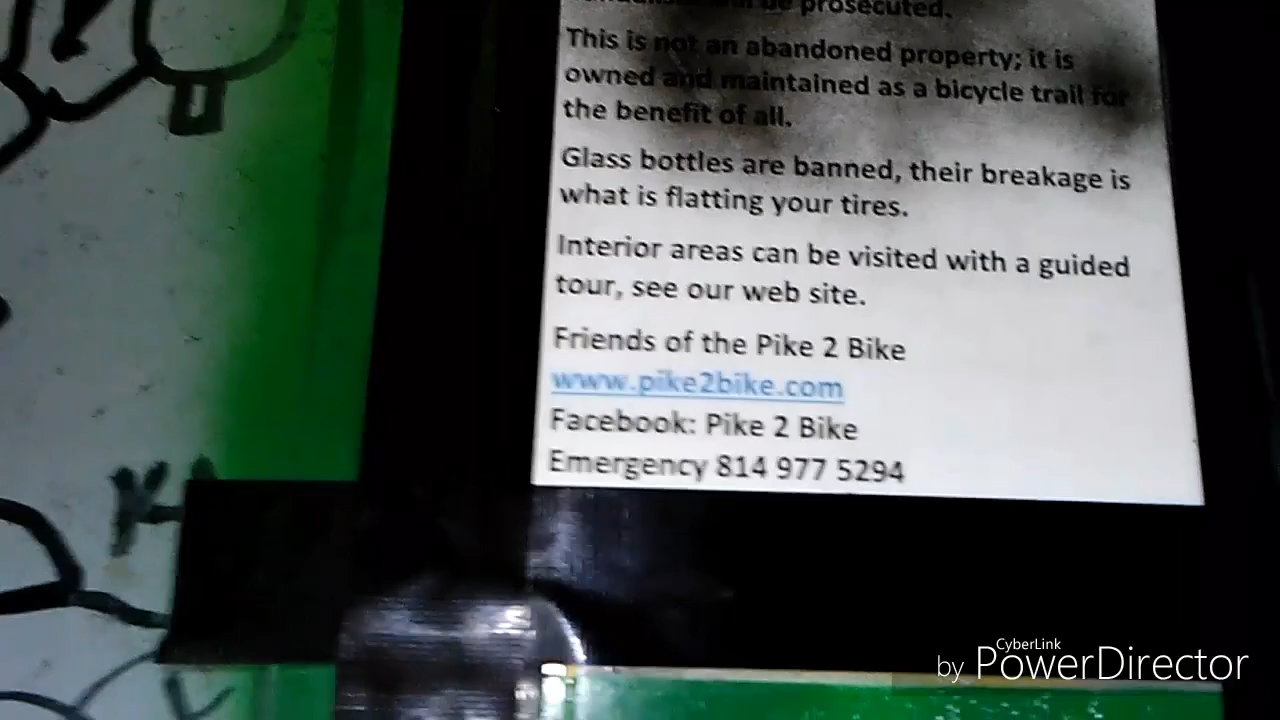 be prosecuted.
This is not an abandoned property; it is
owned and maintained as a bicycle trail for
the benefit of all.
Glass bottles are banned, their breakage is
what is flatting your tires.
Interior areas can be visited with a guided
tour, see our web site.
Friends of the Pike 2 Bike
www.pike2bike.com
Facebook: Pike 2 Bike
Emergency 814 977 5294
CyberLink
by PowerDirector